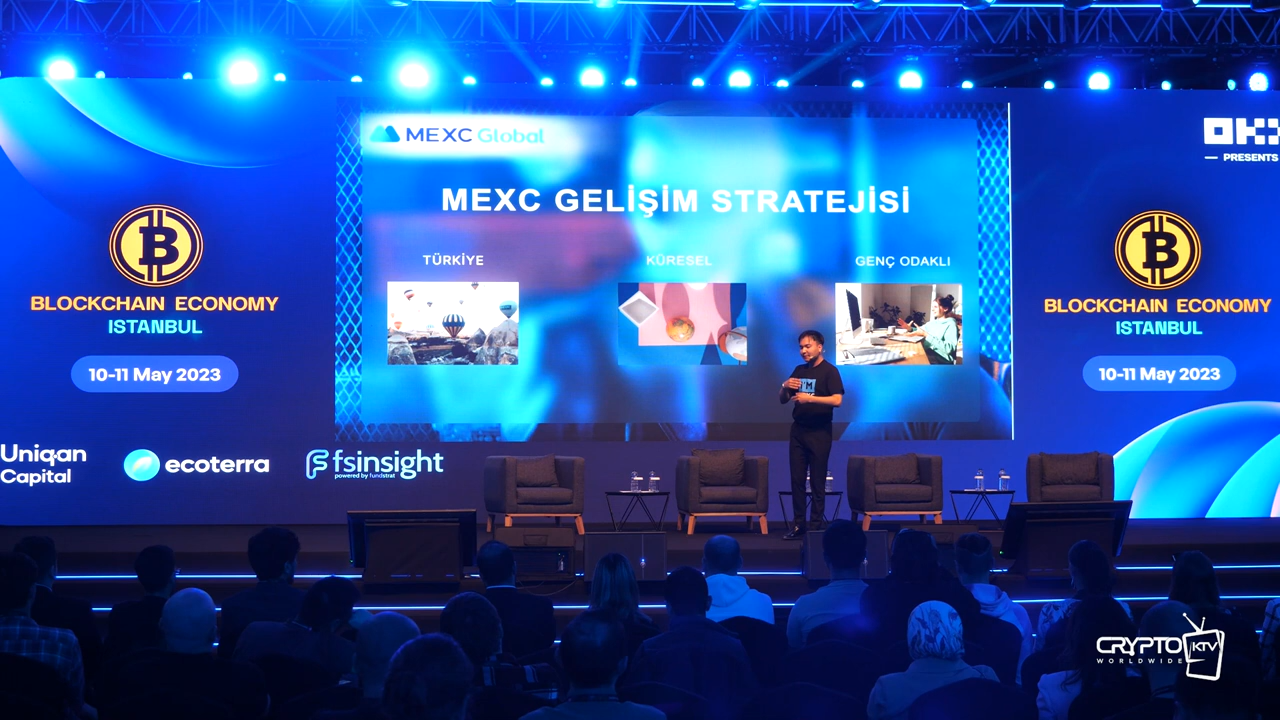 MEXC Global
MEXC GELİŞİM STRATEJİSİ
TÜRKİYE
KÜRESEL
GENÇ ODAKLI
BLOCKCHAIN ECONOMY
ISTANBUL
10-11 May 2023
Uniqan
Capital
ecoterra
fsinsight
powered by fundstrat
PRESENTS
BLOCKCHAIN ECONOMY
ISTANBUL
10-11 May 2023
I'M
CRYPTO KTV
WORLDWIDE